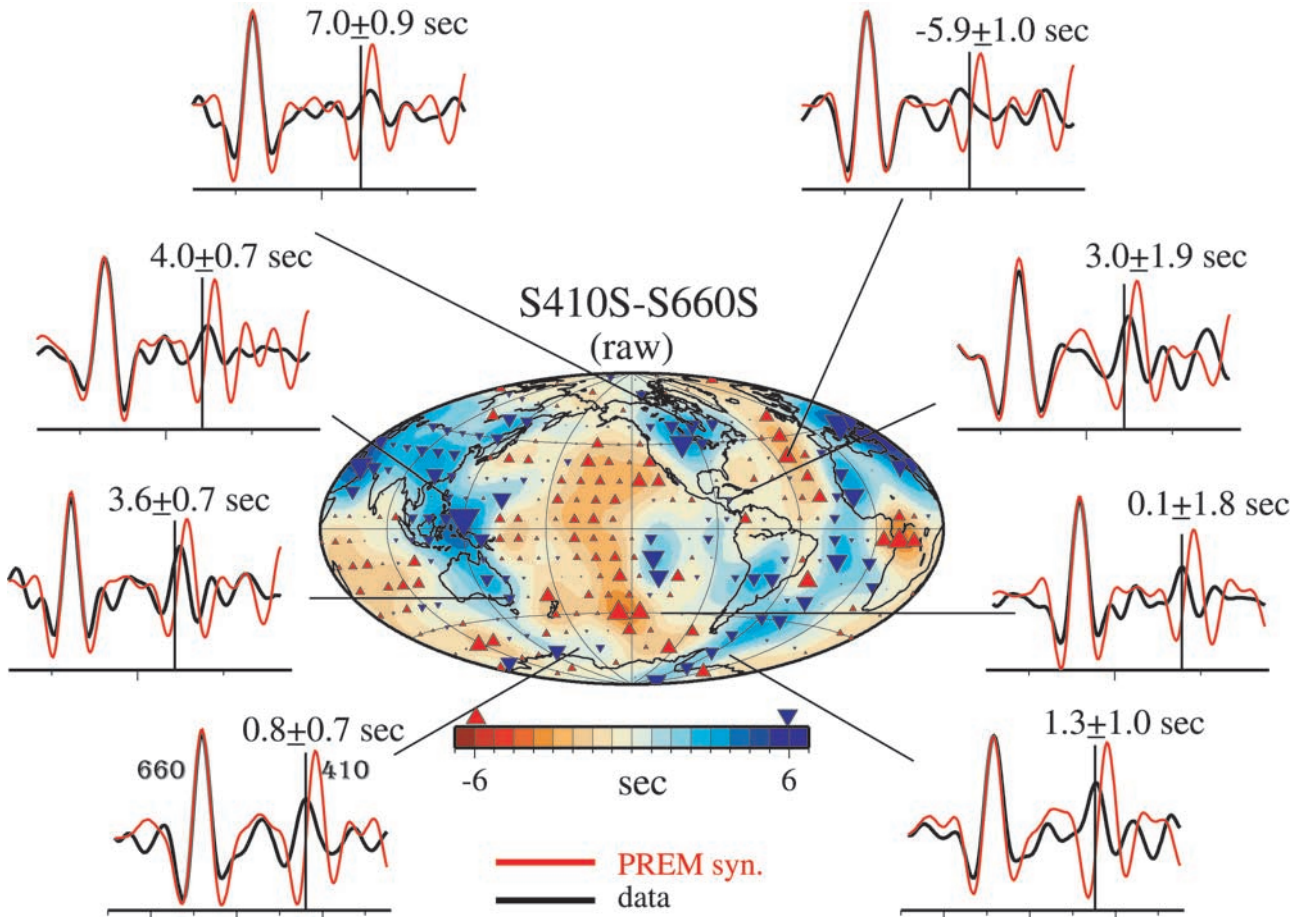 7.0±0.9 sec
-5.9±1.0 sec
4.0±0.7 sec
3.0±1.9 sec
S410S-S660S
(raw)
3.6±0.7 sec
0.1±1.8 sec
0.8±0.7 sec
660
410
1.3±1.0 sec
-6
sec
6
PREM syn.
data